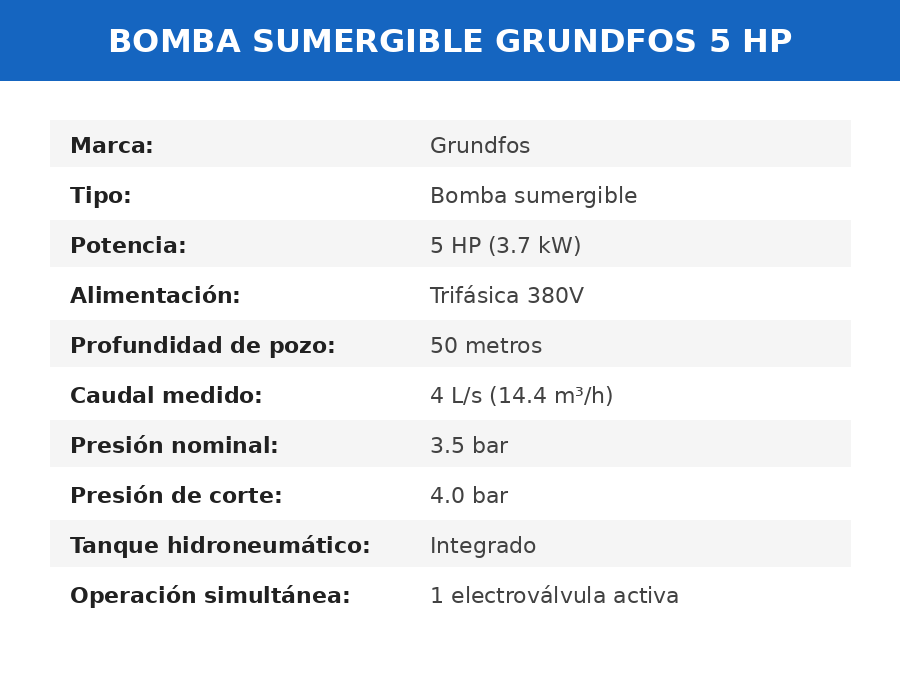 BOMBA SUMERGIBLE GRUNDFOS 5 HP
Marca: Grundfos
Tipo: Bomba sumergible
Potencia: 5 HP (3.7 kW)
Alimentación: Trifásica 380V
Profundidad de pozo: 50 metros
Caudal medido: 4 L/s (14.4 m³/h)
Presión nominal: 3.5 bar
Presión de corte: 4.0 bar
Tanque hidroneumático: Integrado
Operación simultánea: 1 electroválvula activa